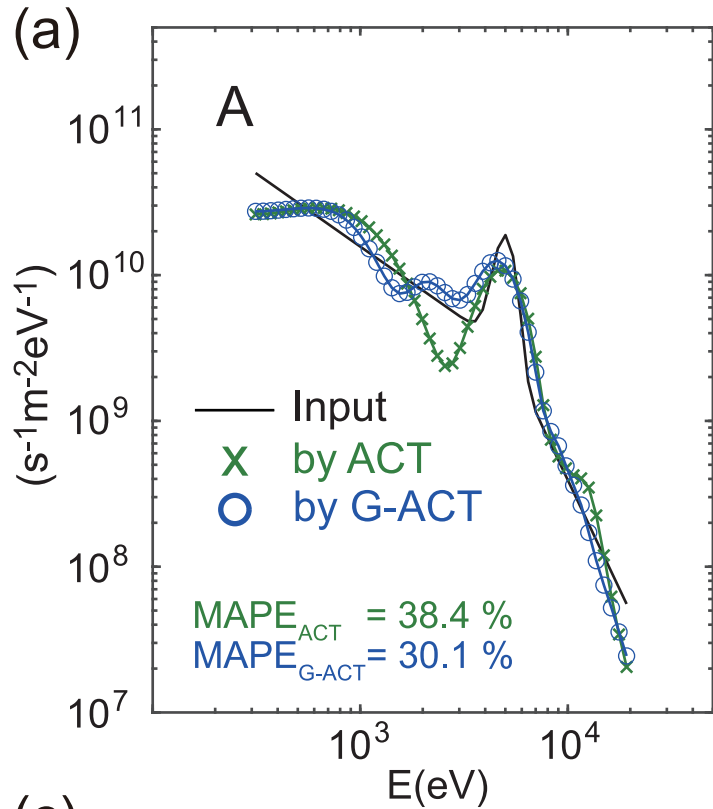 (a)
A
10¹¹
10¹⁰
10⁹
10⁸
10⁷
(s⁻¹m⁻²eV⁻¹)
Input
by ACT
by G-ACT
MAPE_ACT = 38.4 %
MAPE_G-ACT = 30.1 %
10³ 10⁴
E(eV)